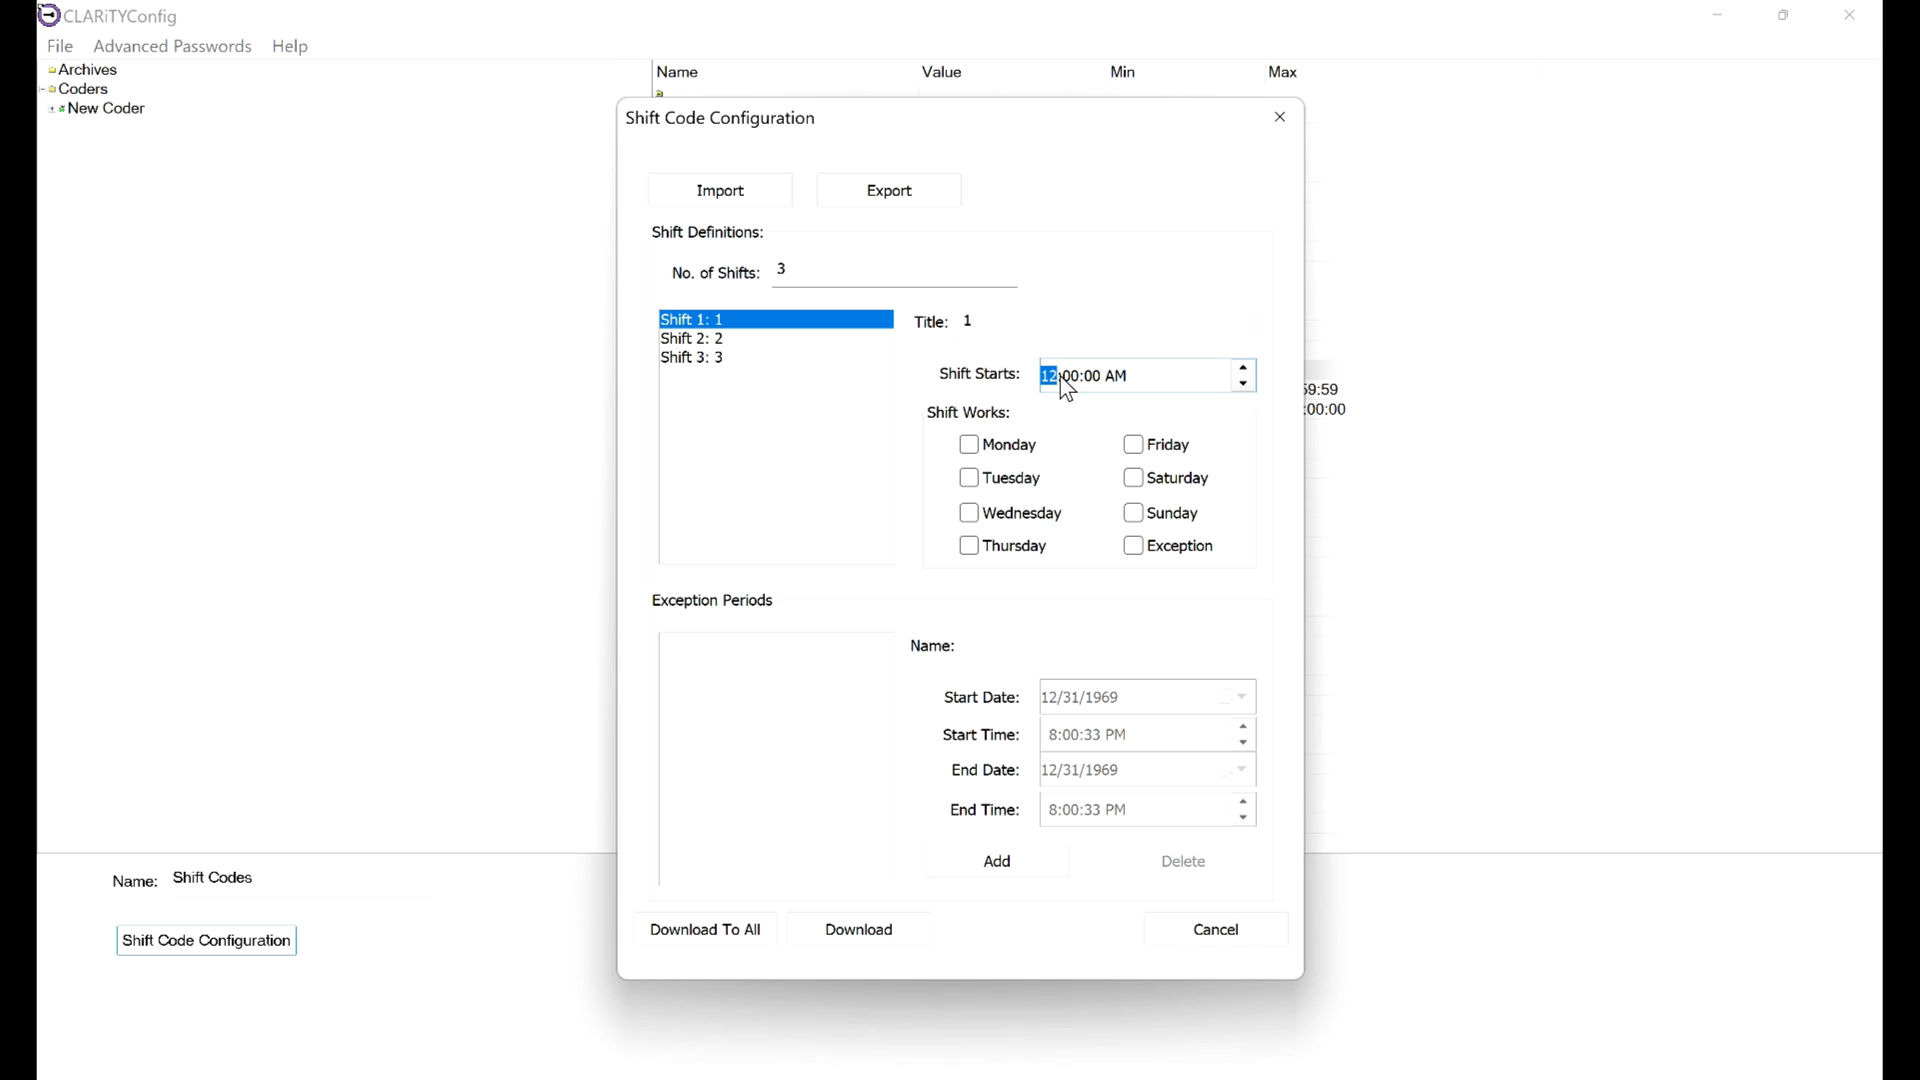 CLARiTYConfig
File Advanced Passwords Help
Archives
Coders
New Coder
Name Value Min Max
Shift Code Configuration
Import Export
Shift Definitions:
No. of Shifts: 3
Shift 1: 1
Shift 2: 2
Shift 3: 3
Title: 1
Shift Starts: 12:00:00 AM
59:59
:00:00
Shift Works:
Monday Friday
Tuesday Saturday
Wednesday Sunday
Thursday Exception
Exception Periods
Name:
Start Date: 12/31/1969
Start Time: 8:00:33 PM
End Date: 12/31/1969
End Time: 8:00:33 PM
Add Delete
Download To All Download Cancel
Name: Shift Codes
Shift Code Configuration